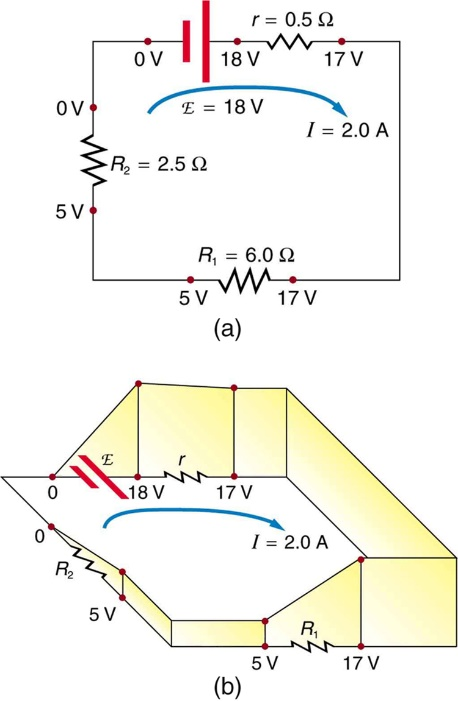 r = 0.5 Ω
0 V
18 V
17 V
ℰ = 18 V
0 V
I = 2.0 A
R₂ = 2.5 Ω
5 V
R₁ = 6.0 Ω
5 V
17 V
(a)
ℰ
r
0
18 V
17 V
0
I = 2.0 A
R₂
5 V
R₁
5 V
17 V
(b)